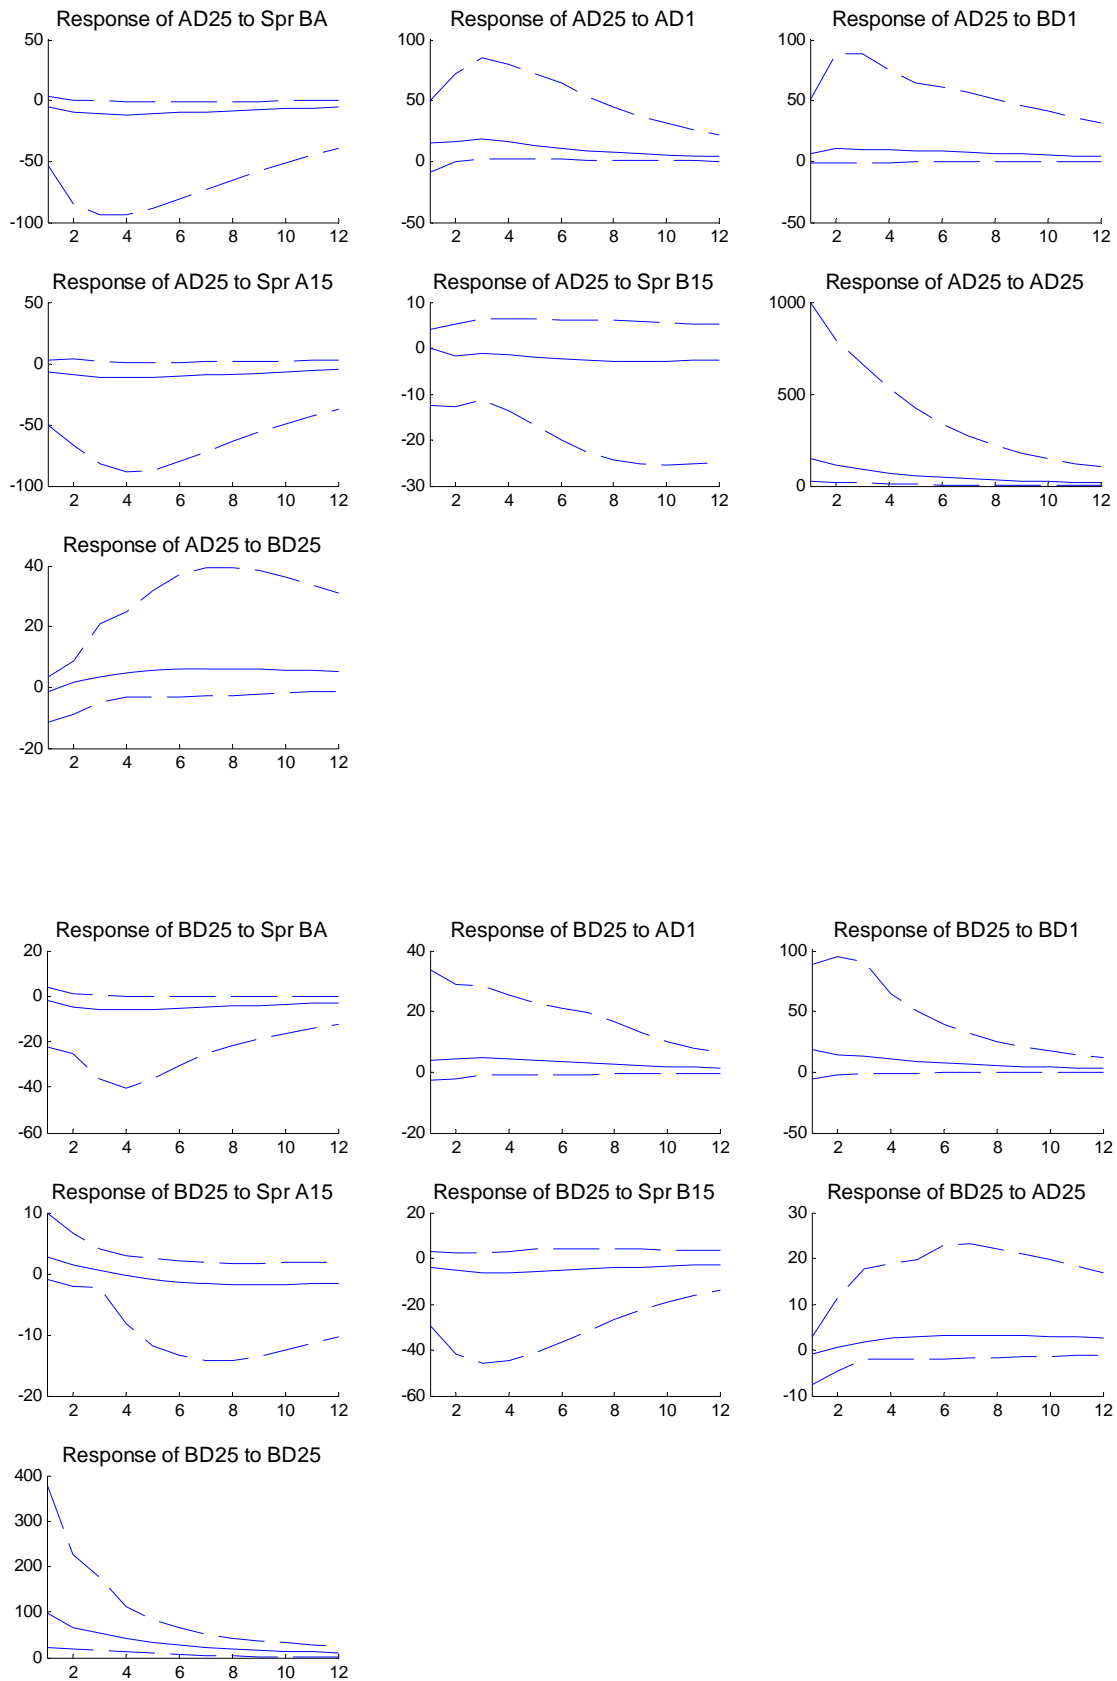 Response of AD25 to Spr BA
Response of AD25 to AD1
Response of AD25 to BD1
50
0
-50
-100
2 4 6 8 10 12
100
50
0
-50
2 4 6 8 10 12
100
50
0
-50
2 4 6 8 10 12
Response of AD25 to Spr A15
Response of AD25 to Spr B15
Response of AD25 to AD25
50
0
-50
-100
2 4 6 8 10 12
10
0
-10
-20
-30
2 4 6 8 10 12
1000
500
0
2 4 6 8 10 12
Response of AD25 to BD25
40
20
0
-20
2 4 6 8 10 12
Response of BD25 to Spr BA
Response of BD25 to AD1
Response of BD25 to BD1
20
0
-20
-40
-60
2 4 6 8 10 12
40
20
0
-20
2 4 6 8 10 12
100
50
0
-50
2 4 6 8 10 12
Response of BD25 to Spr A15
Response of BD25 to Spr B15
Response of BD25 to AD25
10
0
-10
-20
2 4 6 8 10 12
20
0
-20
-40
-60
2 4 6 8 10 12
30
20
10
0
-10
2 4 6 8 10 12
Response of BD25 to BD25
400
300
200
100
0
2 4 6 8 10 12